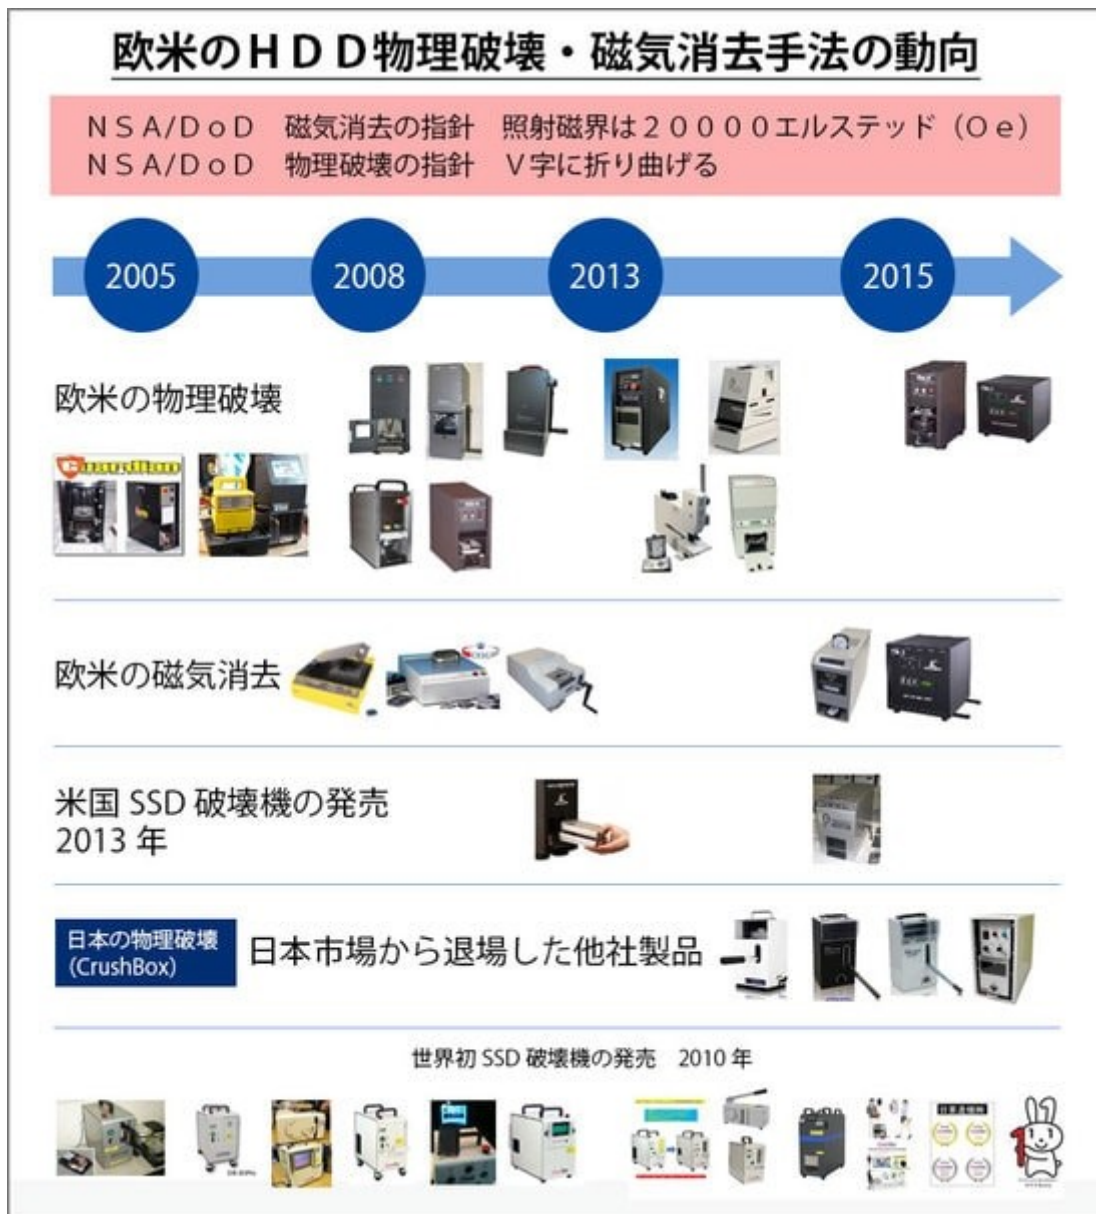 欧米のＨＤＤ物理破壊・磁気消去手法の動向
ＮＳＡ/ＤｏＤ　磁気消去の指針　照射磁界は２００００エルステッド（Ｏｅ）
ＮＳＡ/ＤｏＤ　物理破壊の指針　Ｖ字に折り曲げる
2005
2008
2013
2015
欧米の物理破壊
Guardian
欧米の磁気消去
米国 SSD 破壊機の発売
2013 年
日本の物理破壊
(CrushBox)
日本市場から退場した他社製品
世界初 SSD 破壊機の発売　2010 年